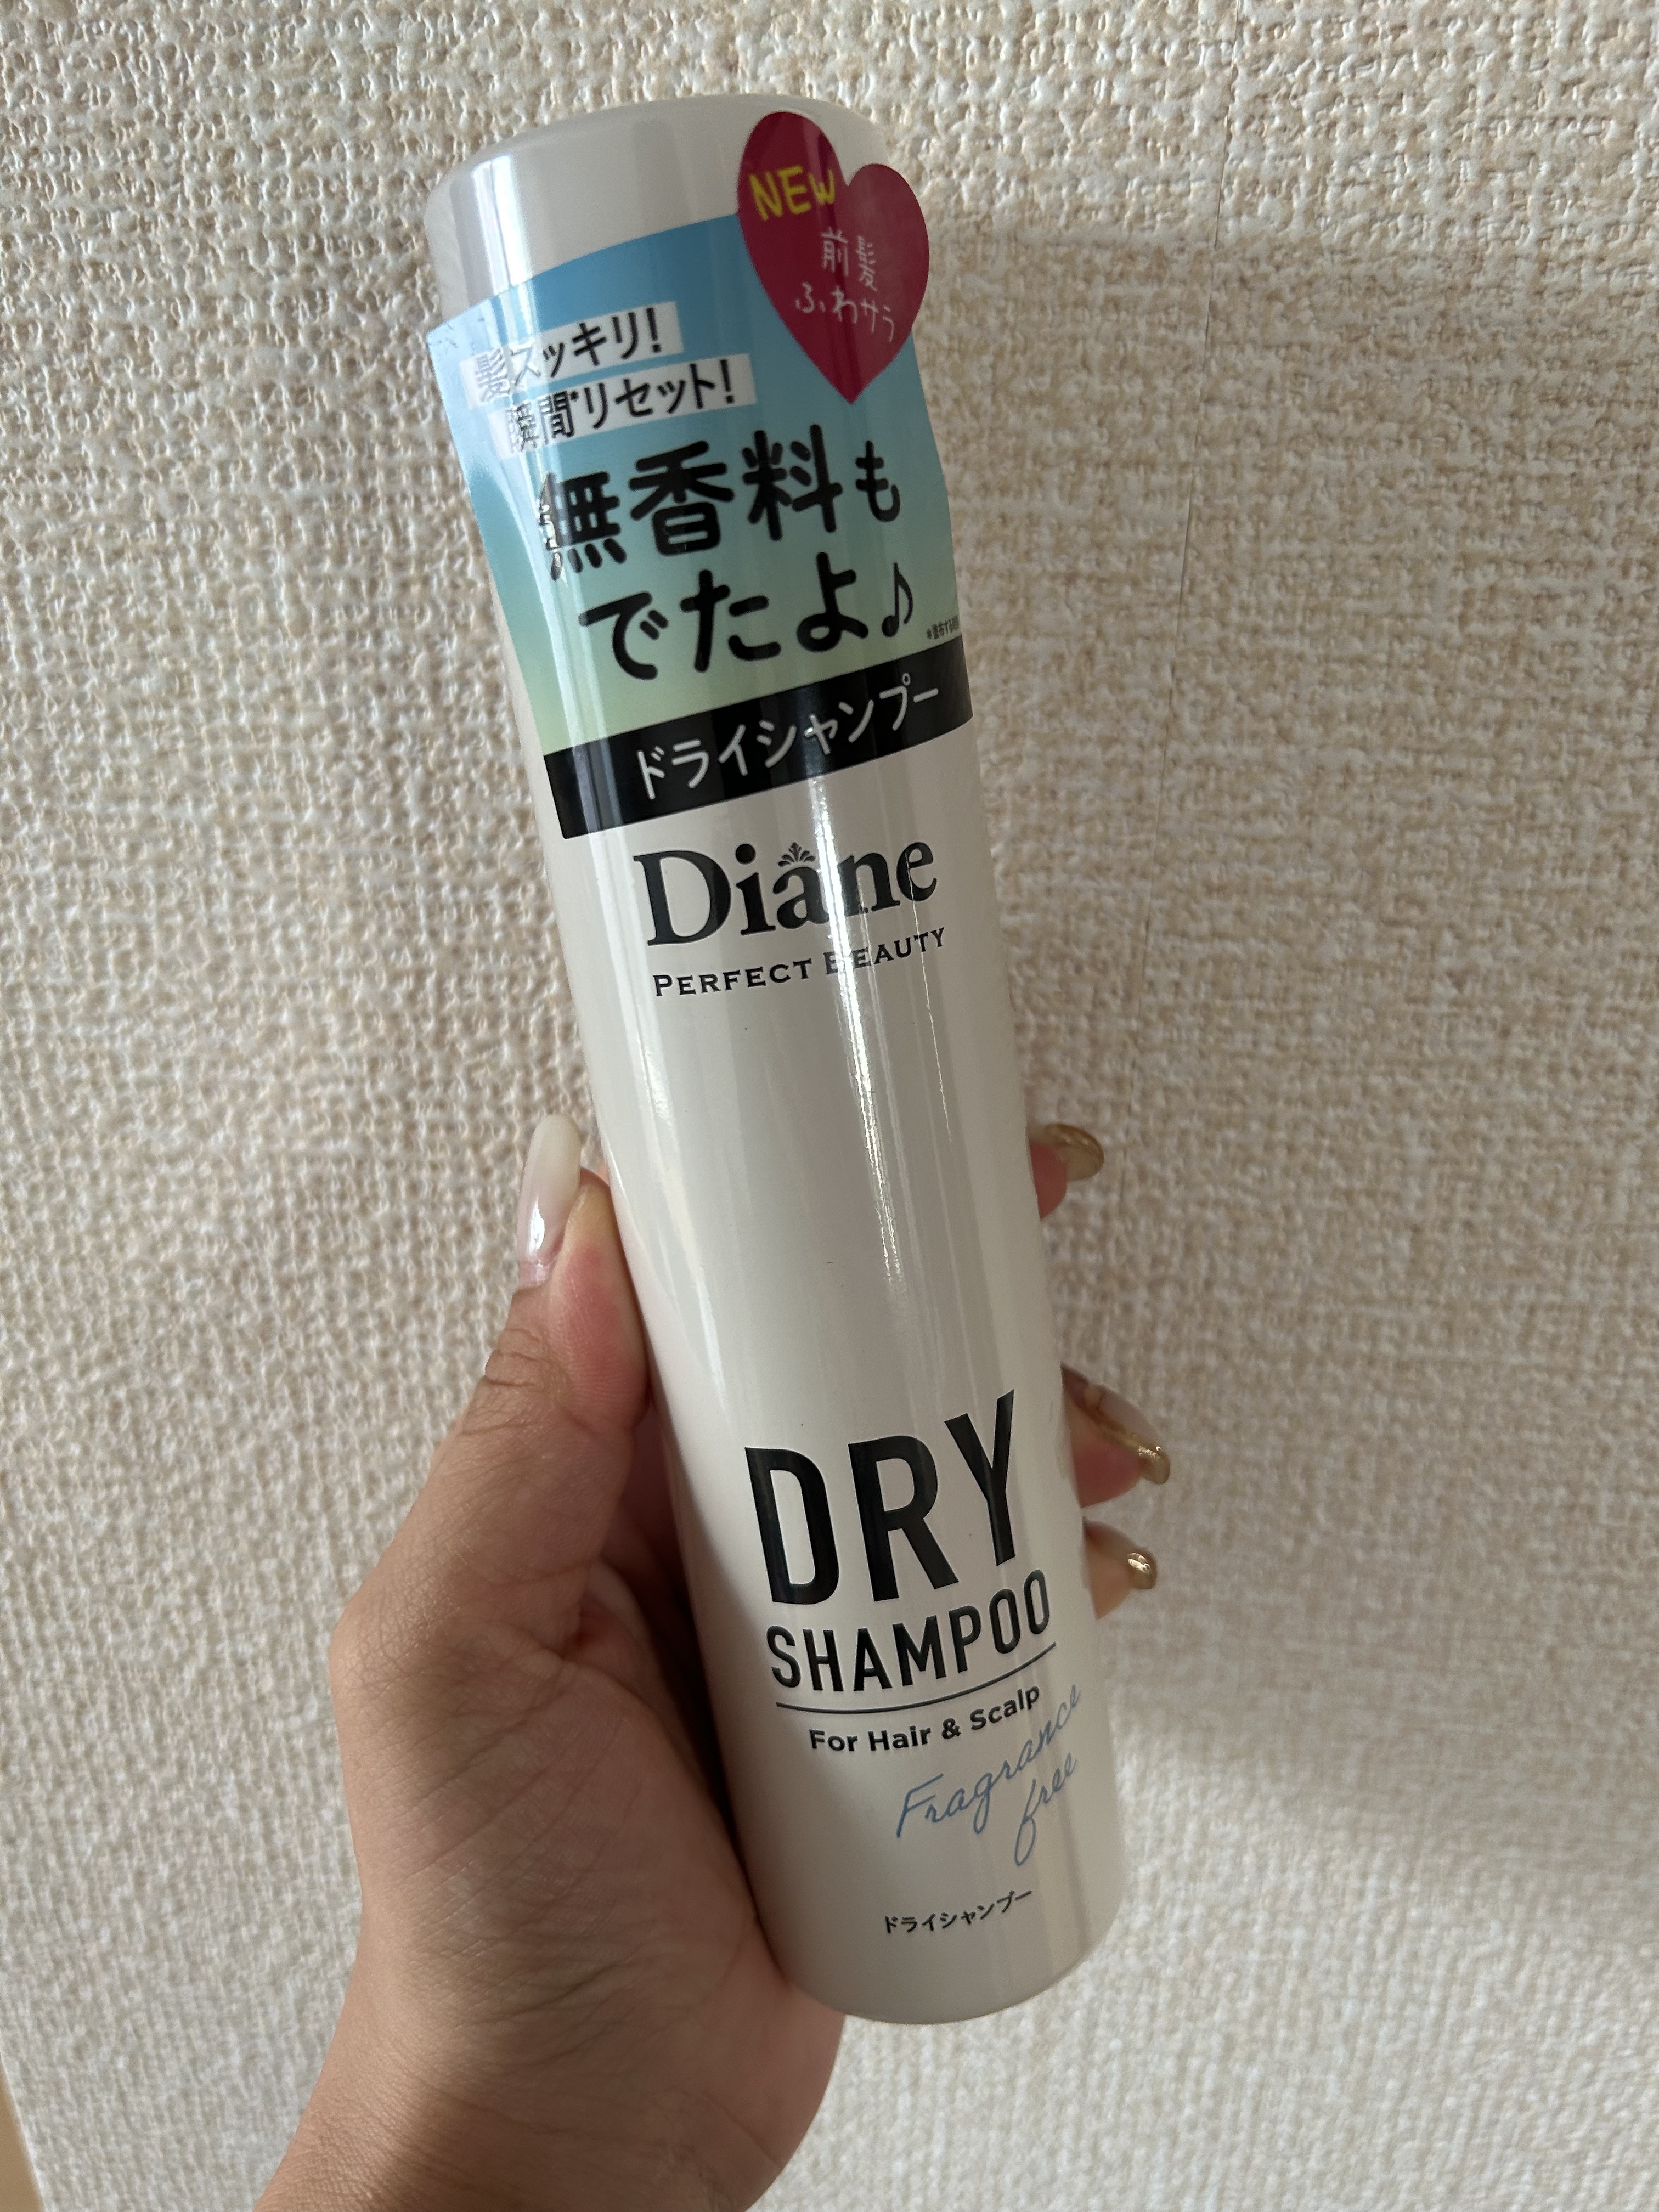 NEW
前髪
ふわサラ
髪スッキリ!
瞬間*リセット!
無香料も
でたよ♪
ドライシャンプー
Diane
PERFECT BEAUTY
DRY
SHAMPOO
For Hair & Scalp
Fragrance
free
ドライシャンプー